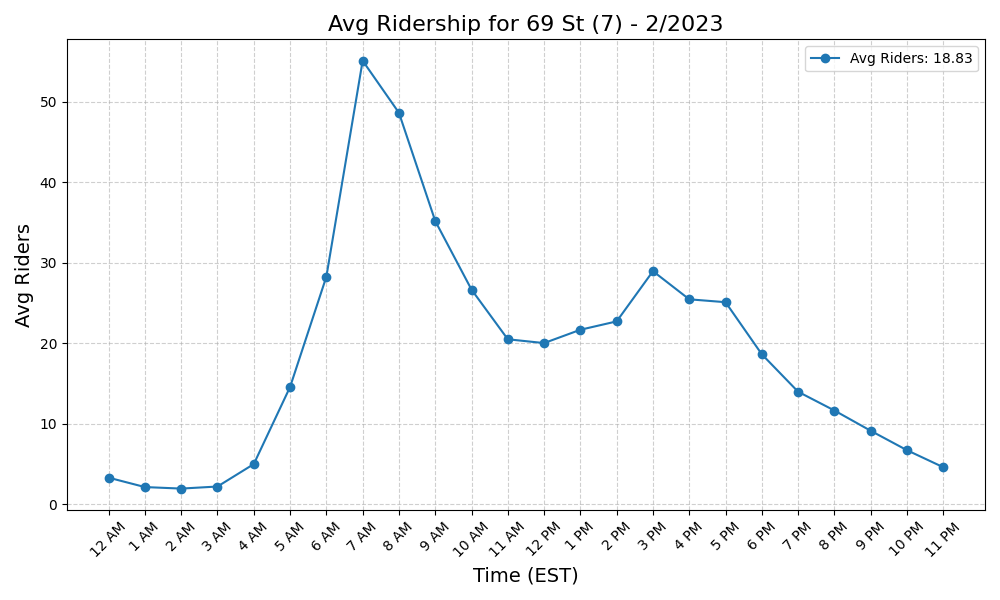 Avg Ridership for 69 St (7) - 2/2023
Avg Riders: 18.83
Avg Riders
50
40
30
20
10
0
12 AM
1 AM
2 AM
3 AM
4 AM
5 AM
6 AM
7 AM
8 AM
9 AM
10 AM
11 AM
12 PM
1 PM
2 PM
3 PM
4 PM
5 PM
6 PM
7 PM
8 PM
9 PM
10 PM
11 PM
Time (EST)